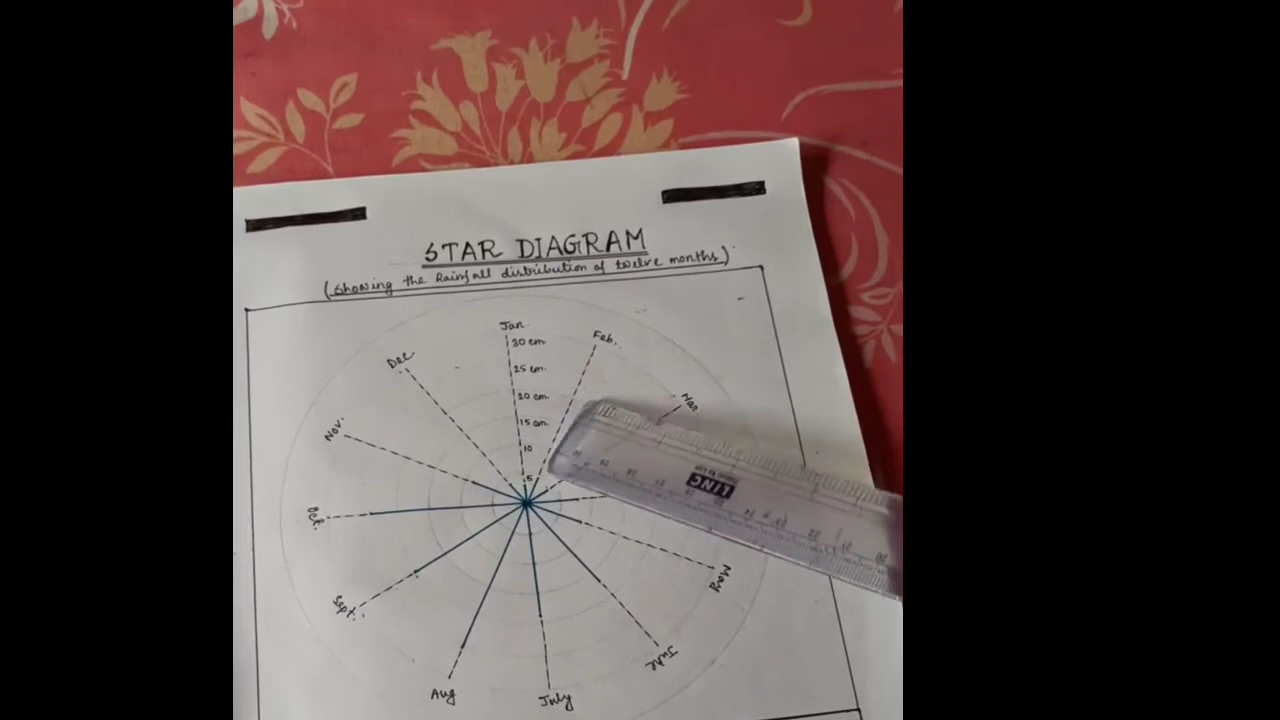 STAR DIAGRAM
(Showing the Rainfall distribution of twelve months)
Jan.
30 cm.
Feb.
Dec.
25 cm.
20 cm.
Mar.
15 cm.
Nov.
10
5
LINC
Oct.
May
Sept.
June
Aug
July